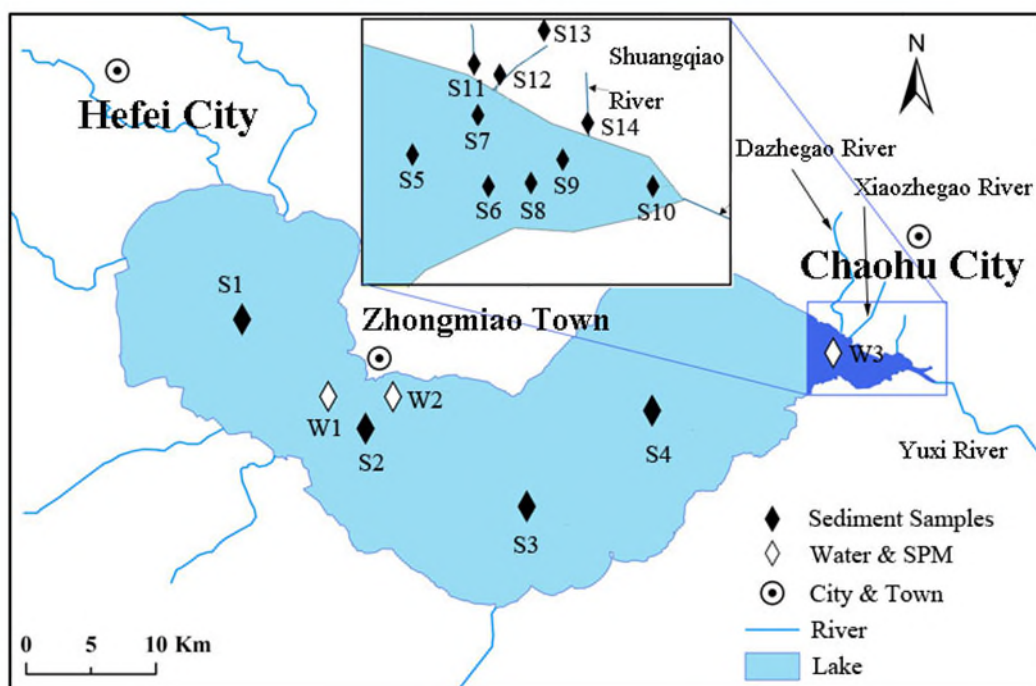 S13
Shuangqiao
River
S11
S12
S14
S7
S5
S6
S8
S9
S10
N
Hefei City
Dazhegao River
Xiaozhegao River
Chaohu City
S1
Zhongmiao Town
W3
W1
W2
S2
S4
Yuxi River
S3
Sediment Samples
Water & SPM
City & Town
River
Lake
0 5 10 Km